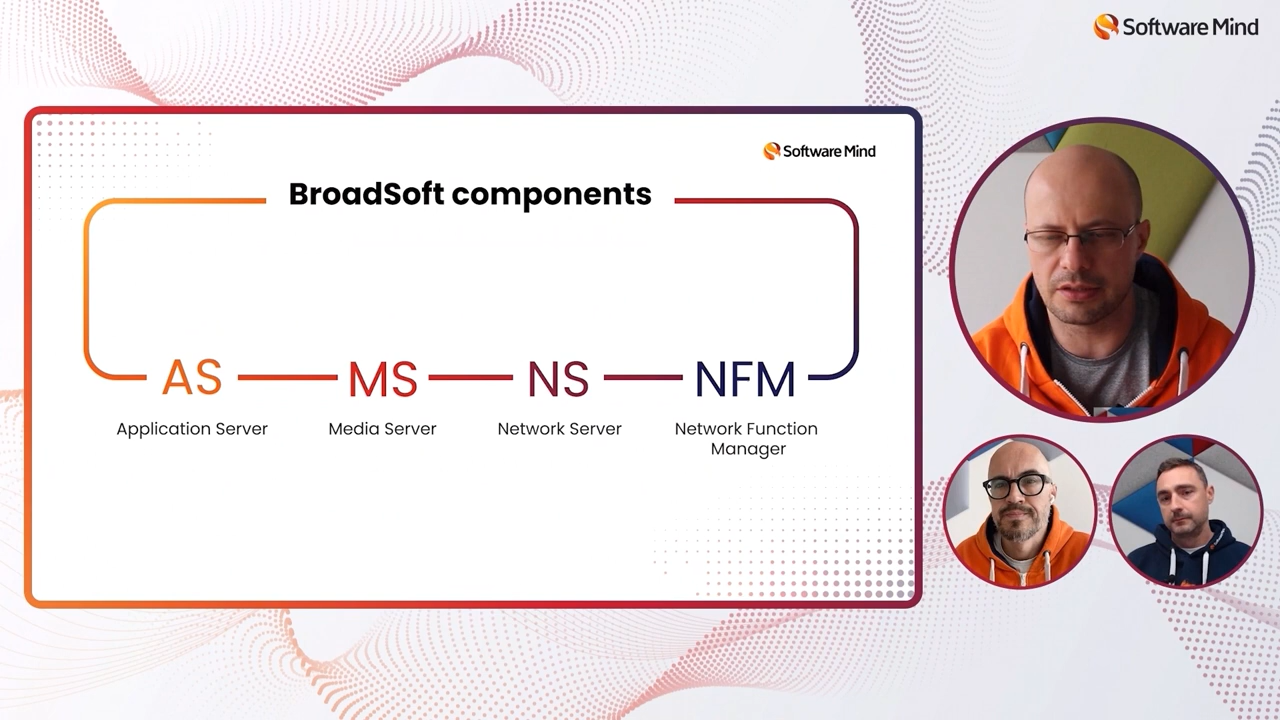 Software Mind
Software Mind
BroadSoft components
AS
MS
NS
NFM
Application Server
Media Server
Network Server
Network Function
Manager